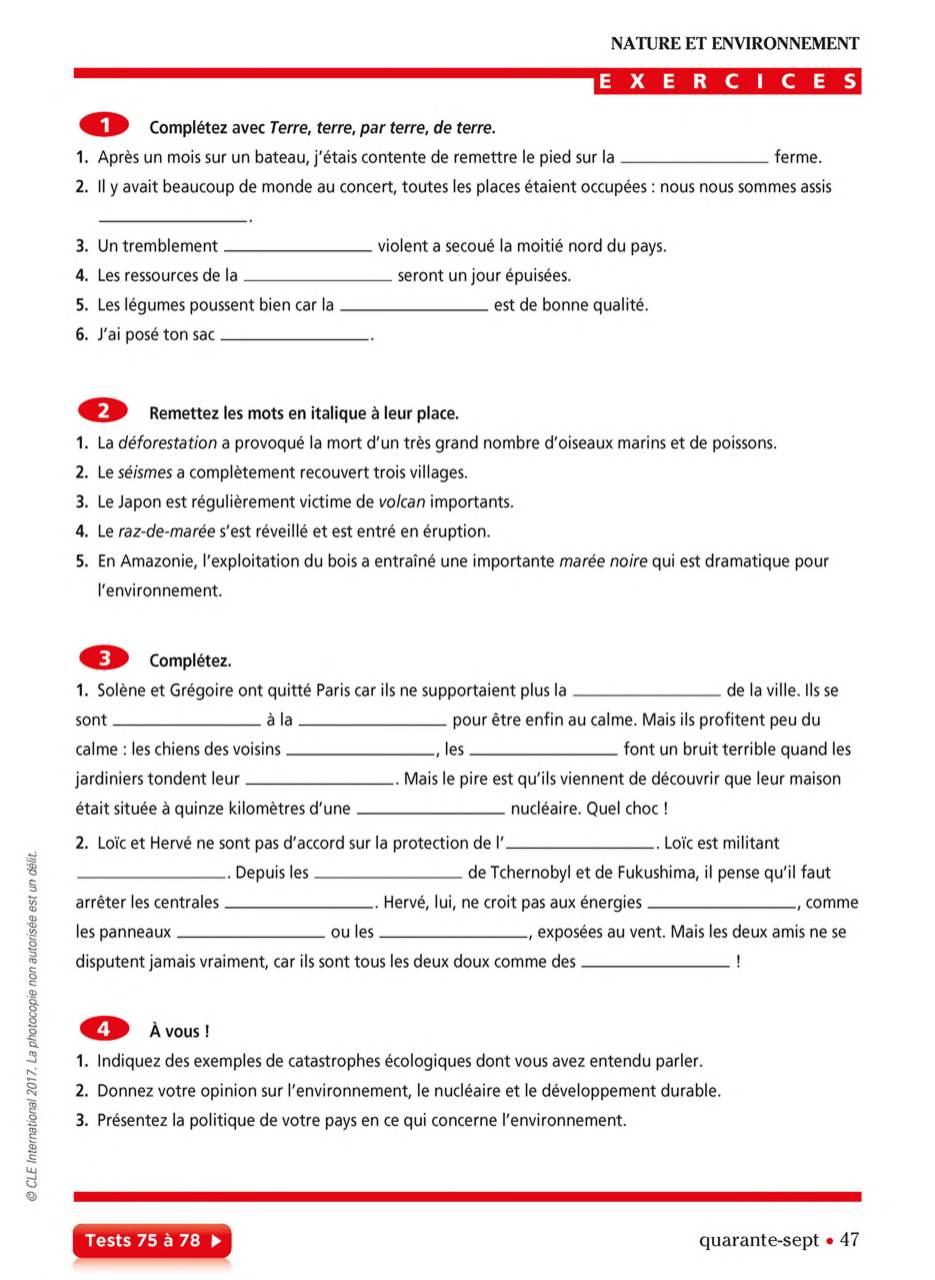 NATURE ET ENVIRONNEMENT
EXERCICES
1 Complétez avec Terre, terre, par terre, de terre.
1. Après un mois sur un bateau, j’étais contente de remettre le pied sur la ________________ ferme.
2. Il y avait beaucoup de monde au concert, toutes les places étaient occupées : nous nous sommes assis
________________.
3. Un tremblement ________________ violent a secoué la moitié nord du pays.
4. Les ressources de la ________________ seront un jour épuisées.
5. Les légumes poussent bien car la ________________ est de bonne qualité.
6. J’ai posé ton sac ________________.
2 Remettez les mots en italique à leur place.
1. La déforestation a provoqué la mort d’un très grand nombre d’oiseaux marins et de poissons.
2. Le séismes a complètement recouvert trois villages.
3. Le Japon est régulièrement victime de volcan importants.
4. Le raz-de-marée s’est réveillé et est entré en éruption.
5. En Amazonie, l’exploitation du bois a entraîné une importante marée noire qui est dramatique pour
l’environnement.
3 Complétez.
1. Solène et Grégoire ont quitté Paris car ils ne supportaient plus la ________________ de la ville. Ils se
sont ________________ à la ________________ pour être enfin au calme. Mais ils profitent peu du
calme : les chiens des voisins ________________, les ________________ font un bruit terrible quand les
jardiniers tondent leur ________________. Mais le pire est qu’ils viennent de découvrir que leur maison
était située à quinze kilomètres d’une ________________ nucléaire. Quel choc !
2. Loïc et Hervé ne sont pas d’accord sur la protection de l’________________. Loïc est militant
________________. Depuis les ________________ de Tchernobyl et de Fukushima, il pense qu’il faut
arrêter les centrales ________________. Hervé, lui, ne croit pas aux énergies ________________, comme
les panneaux ________________ ou les ________________, exposées au vent. Mais les deux amis ne se
disputent jamais vraiment, car ils sont tous les deux doux comme des ________________ !
4 À vous !
1. Indiquez des exemples de catastrophes écologiques dont vous avez entendu parler.
2. Donnez votre opinion sur l’environnement, le nucléaire et le développement durable.
3. Présentez la politique de votre pays en ce qui concerne l’environnement.
© CLE International 2017. La photocopie non autorisée est un délit.
Tests 75 à 78
quarante-sept • 47